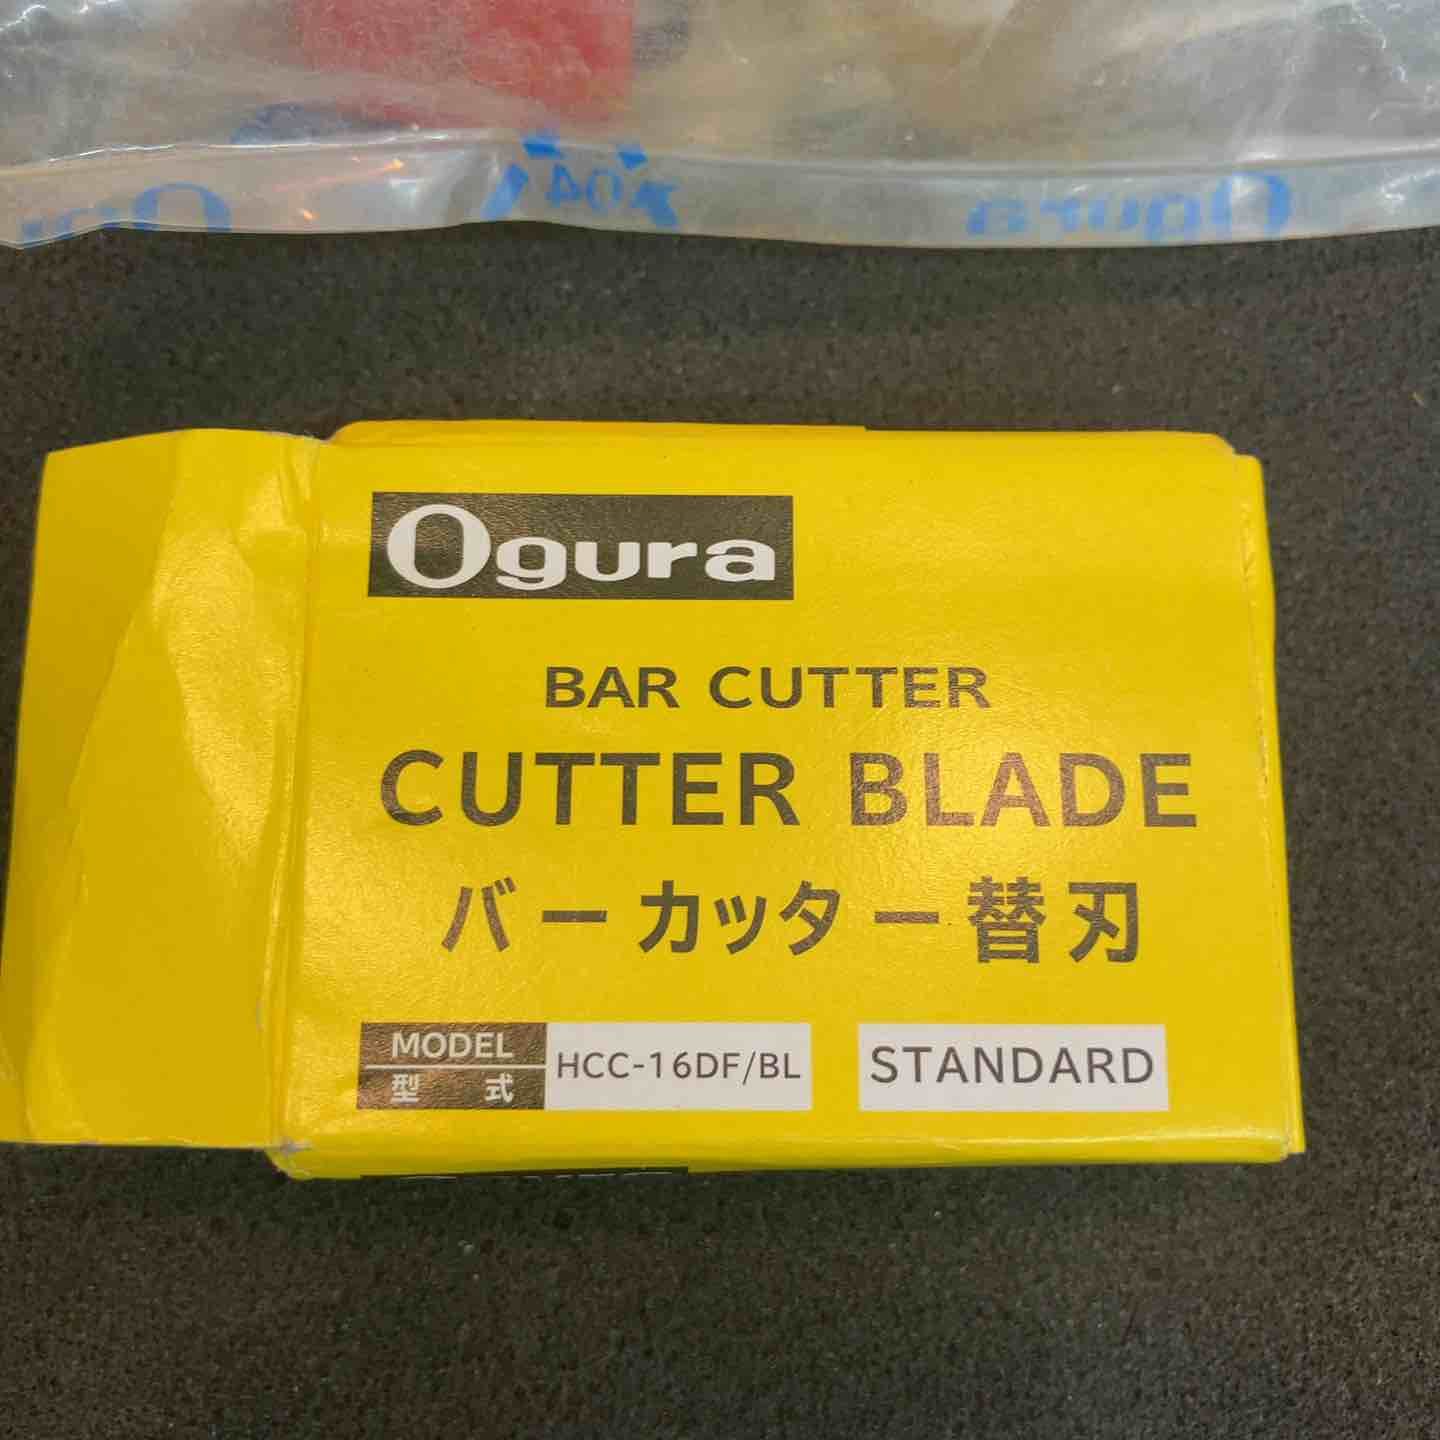 Ogura
Ogura
BAR CUTTER
CUTTER BLADE
バーカッター替刃
MODEL
型 式
HCC-16DF/BL
STANDARD